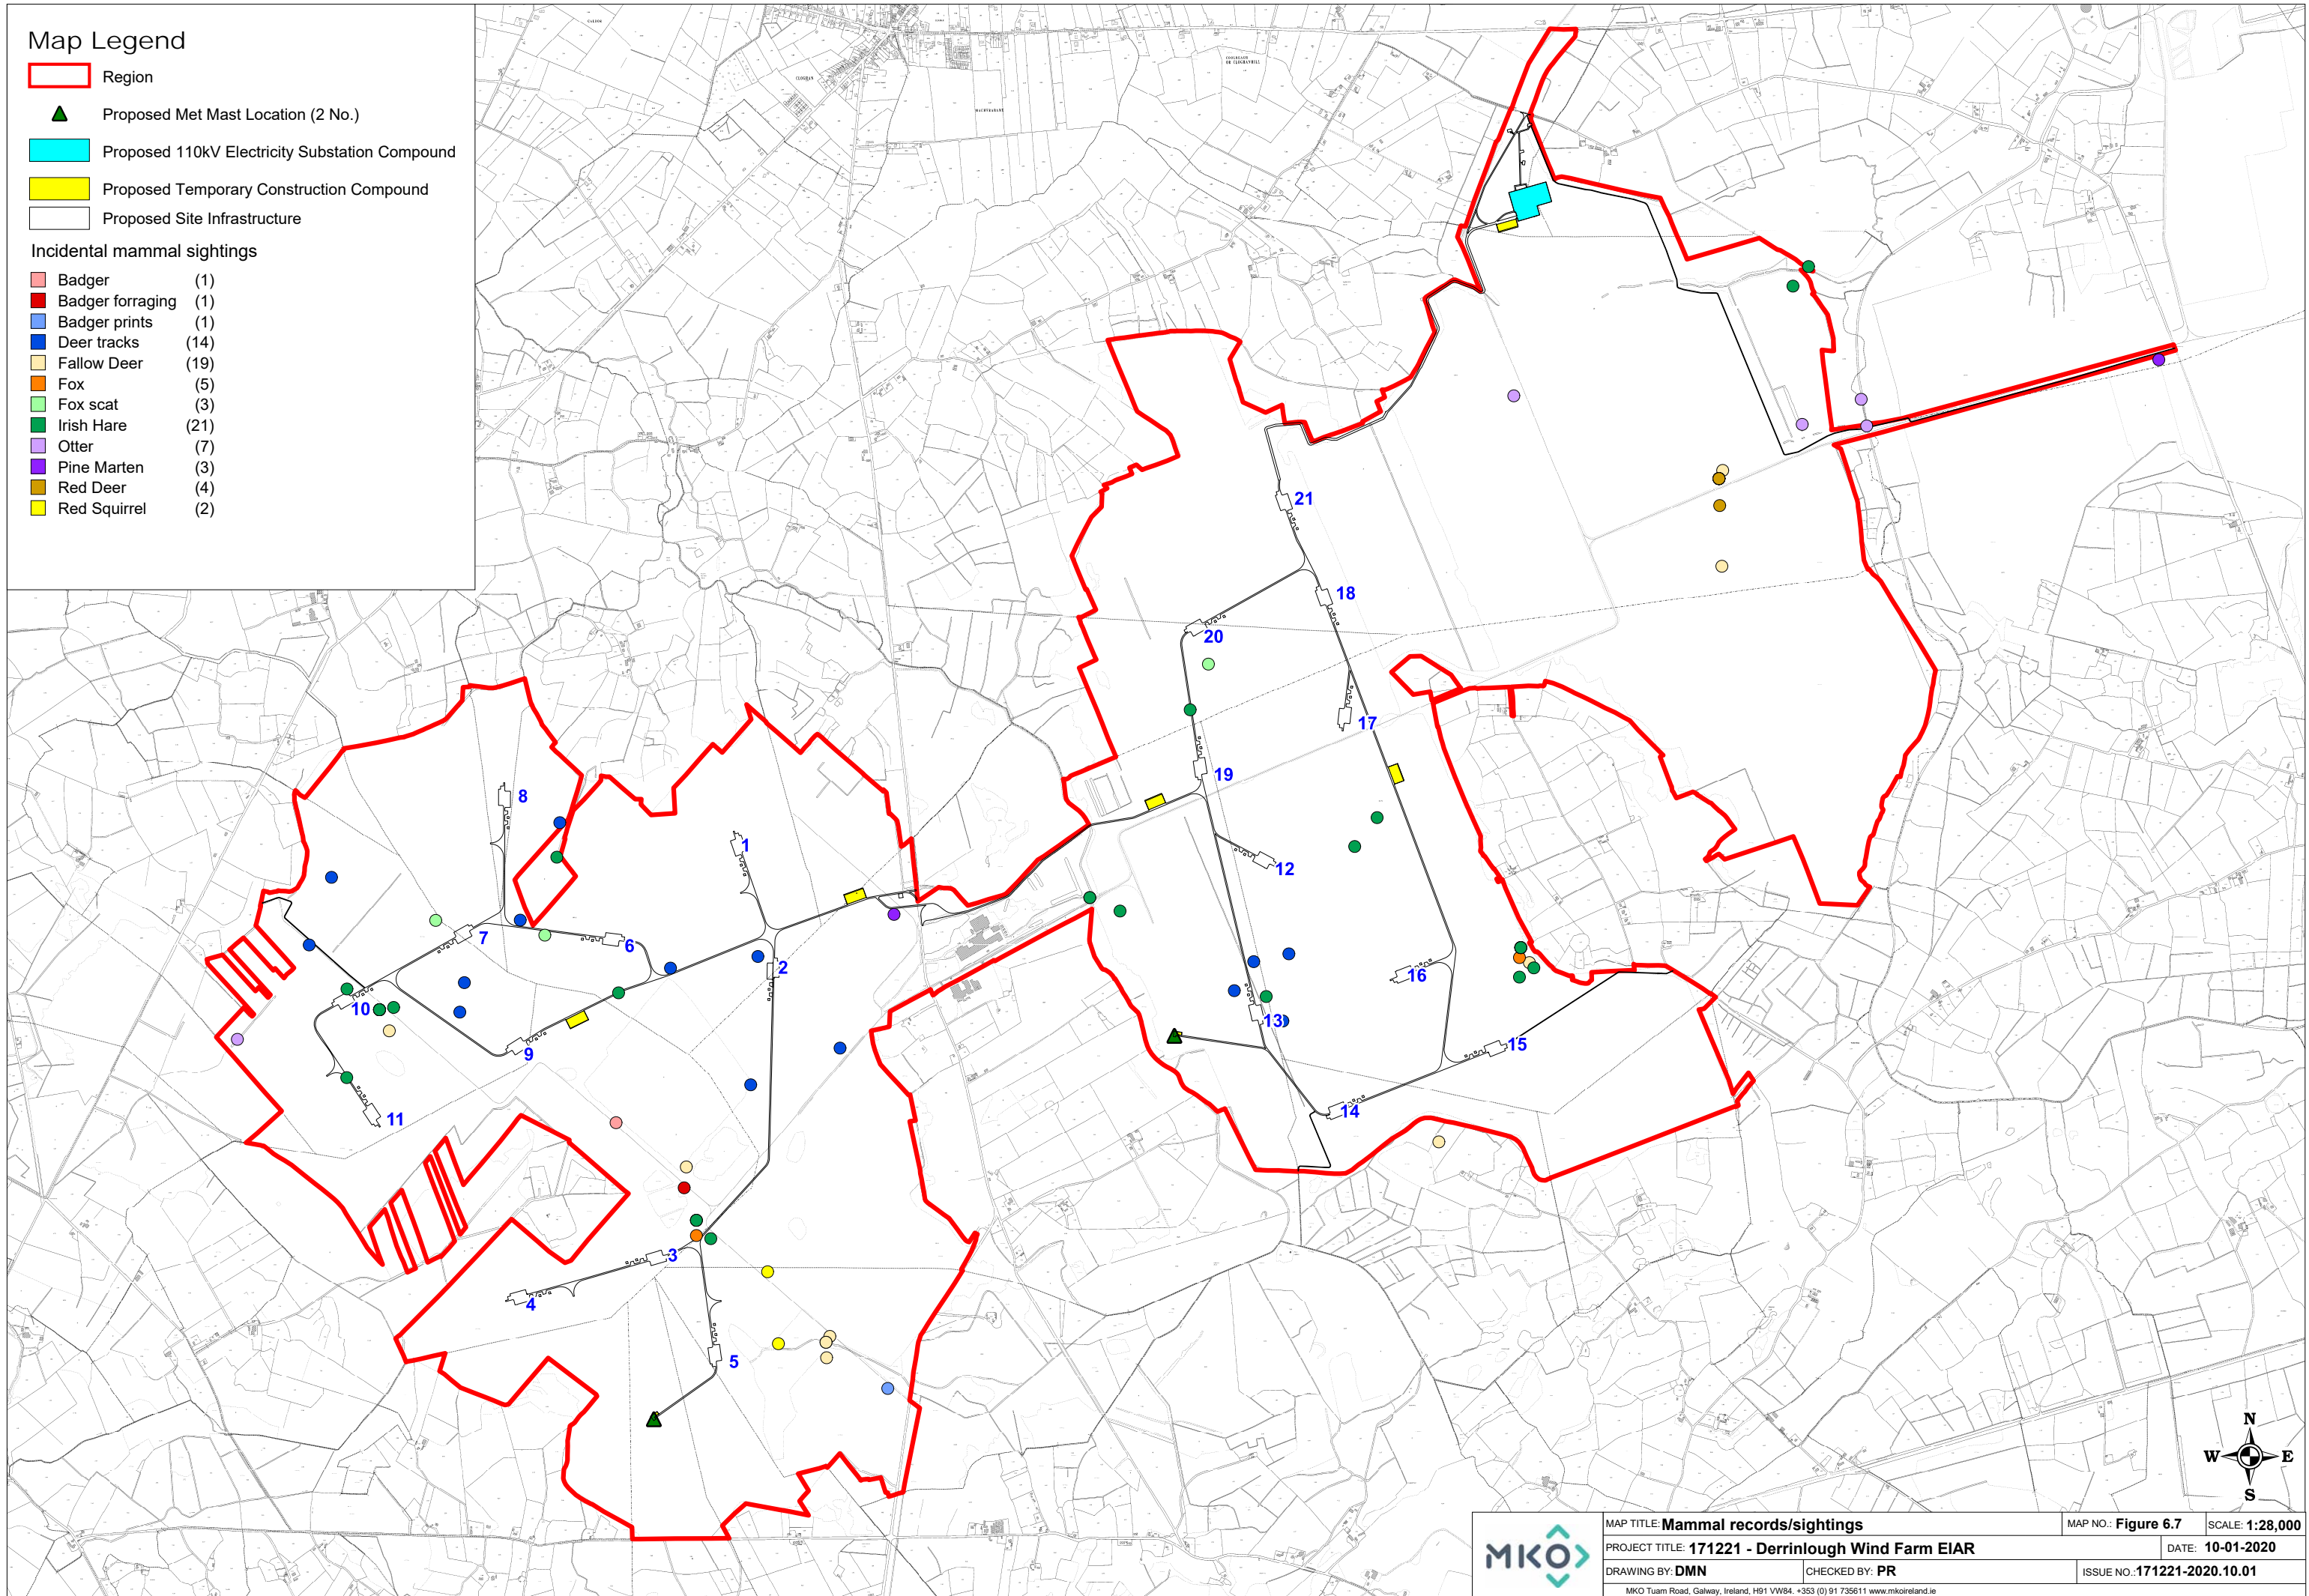 Map Legend
Region
Proposed Met Mast Location (2 No.)
Proposed 110kV Electricity Substation Compound
Proposed Temporary Construction Compound
Proposed Site Infrastructure
Incidental mammal sightings
Badger (1)
Badger forraging (1)
Badger prints (1)
Deer tracks (14)
Fallow Deer (19)
Fox (5)
Fox scat (3)
Irish Hare (21)
Otter (7)
Pine Marten (3)
Red Deer (4)
Red Squirrel (2)
CLOGHAN
21
18
20
17
19
8
1
12
7
6
2
16
10
13
9
15
11
14
3
4
5
N
W E
S
MKO
MAP TITLE: Mammal records/sightings
MAP NO.: Figure 6.7
SCALE: 1:28,000
PROJECT TITLE: 171221 - Derrinlough Wind Farm EIAR
DATE: 10-01-2020
DRAWING BY: DMN
CHECKED BY: PR
ISSUE NO.:171221-2020.10.01
MKO Tuam Road, Galway, Ireland, H91 VW84. +353 (0) 91 735611 www.mkoireland.ie